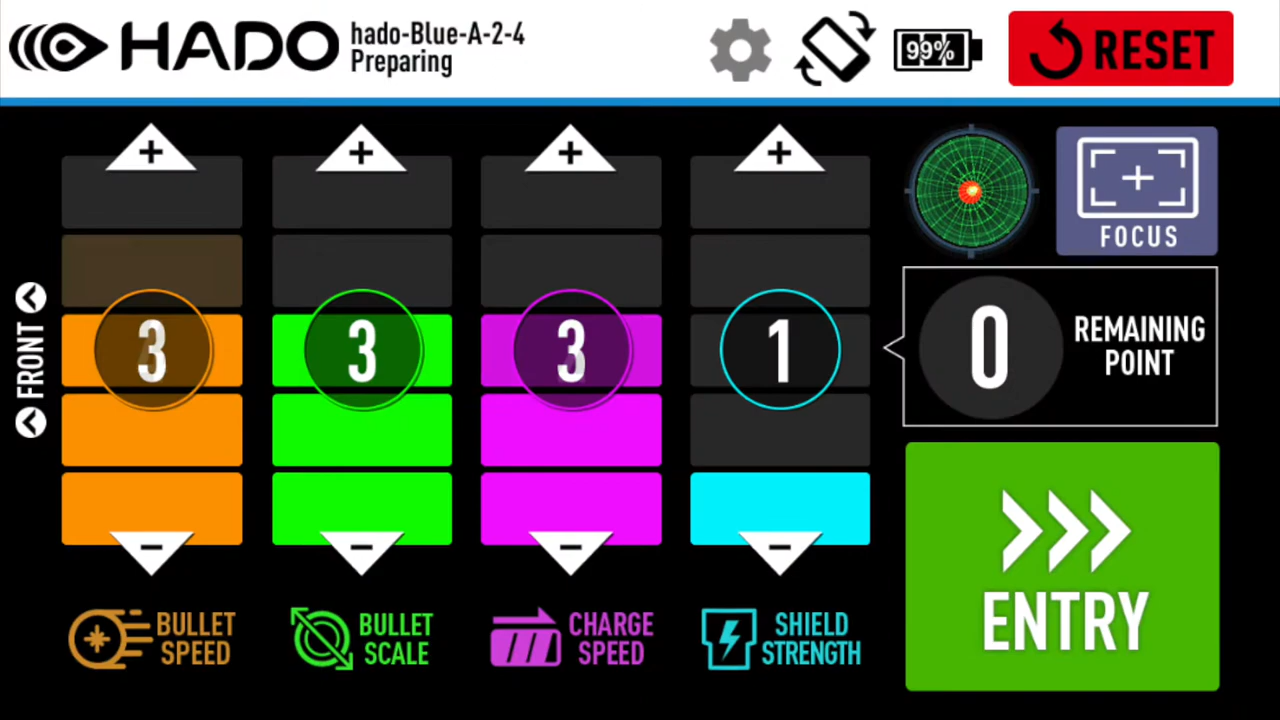 HADO
hado-Blue-A-2-4
Preparing
99%
RESET
+
+
+
+
FOCUS
FRONT
3
3
3
1
0
REMAINING
POINT
-
-
-
-
BULLET
SPEED
BULLET
SCALE
CHARGE
SPEED
SHIELD
STRENGTH
ENTRY